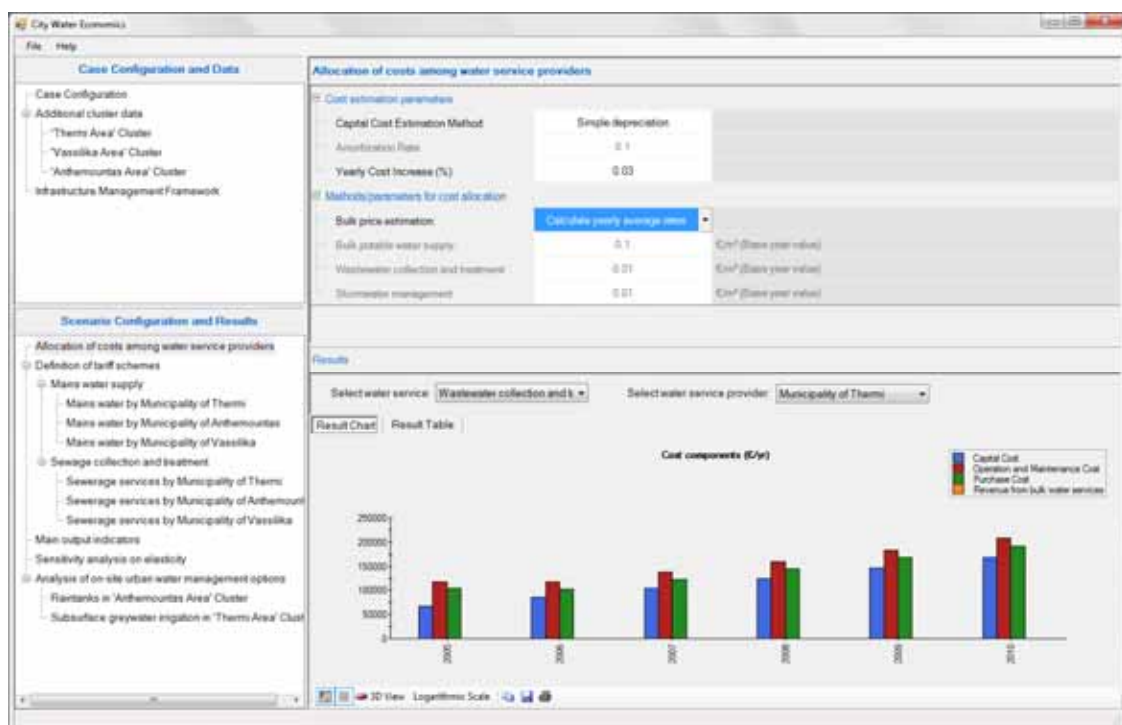 City Water Economics
File Help
Case Configuration and Data
Case Configuration
Additional cluster data
'Thermi Area' Cluster
'Vassilika Area' Cluster
'Anthemountas Area' Cluster
Infrastructure Management Framework
Scenario Configuration and Results
Allocation of costs among water service providers
Definition of tariff schemes
Mains water supply
Mains water by Municipality of Thermi
Mains water by Municipality of Anthemountas
Mains water by Municipality of Vassilika
Sewage collection and treatment
Sewerage services by Municipality of Thermi
Sewerage services by Municipality of Anthemount
Sewerage services by Municipality of Vassilika
Main output indicators
Sensitivity analysis on elasticity
Analysis of on-site urban water management options
Raintanks in 'Anthemountas Area' Cluster
Subsurface greywater irrigation in 'Thermi Area' Clust
Allocation of costs among water service providers
Cost estimation parameters
Capital Cost Estimation Method Simple depreciation
Amortization Rate 0.1
Yearly Cost Increase (%) 0.03
Methods/parameters for cost allocation
Bulk price estimation Calculate yearly average rates
Bulk potable water supply 0.1 €/m³ (Base year value)
Wastewater collection and treatment 0.01 €/m³ (Base year value)
Stormwater management 0.01 €/m³ (Base year value)
Results
Select water service: Wastewater collection and t Select water service provider: Municipality of Thermi
Result Chart Result Table
Cost components (€/yr)
Capital Cost
Operation and Maintenance Cost
Purchase Cost
Revenue from bulk water services
250000
200000
150000
100000
50000
0
2005 2006 2007 2008 2009 2010
3D View Logarithmic Scale